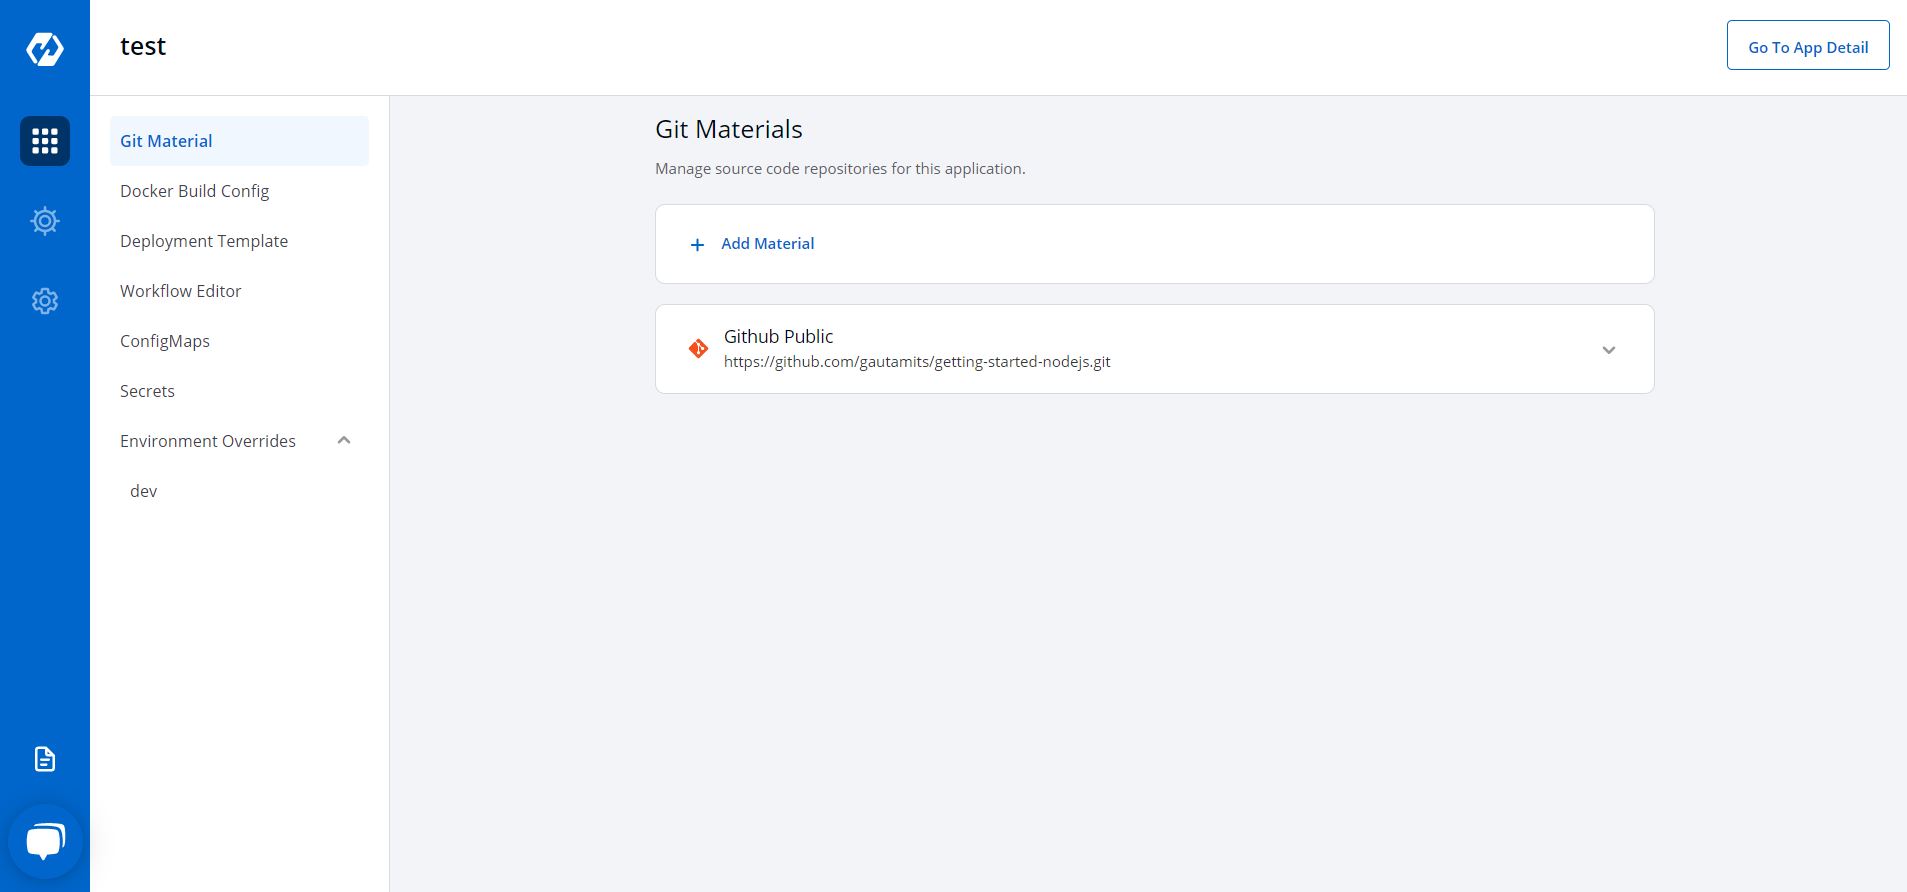 test
Go To App Detail
Git Material
Docker Build Config
Deployment Template
Workflow Editor
ConfigMaps
Secrets
Environment Overrides
dev
Git Materials
Manage source code repositories for this application.
Add Material
Github Public
https://github.com/gautamits/getting-started-nodejs.git